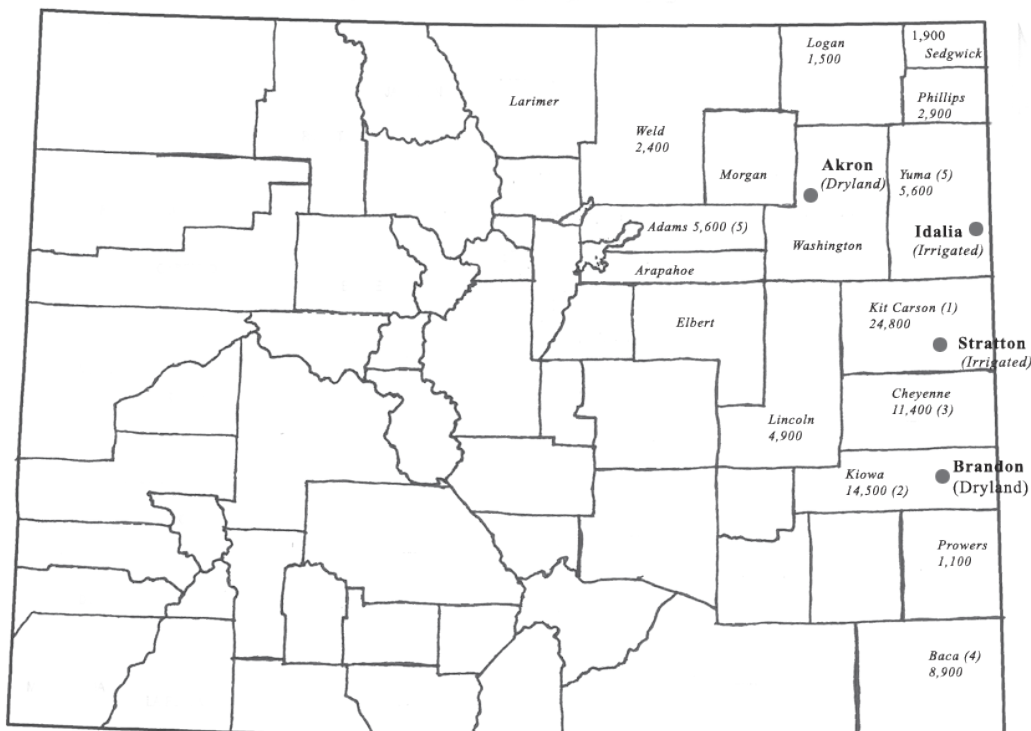 Logan
1,500
1,900
Sedgwick
Phillips
2,900
Larimer
Weld
2,400
Morgan
Akron
(Dryland)
Yuma (5)
5,600
Idalia
(Irrigated)
Adams 5,600 (5)
Washington
Arapahoe
Elbert
Kit Carson (1)
24,800
Stratton
(Irrigated)
Cheyenne
11,400 (3)
Lincoln
4,900
Kiowa
14,500 (2)
Brandon
(Dryland)
Prowers
1,100
Baca (4)
8,900